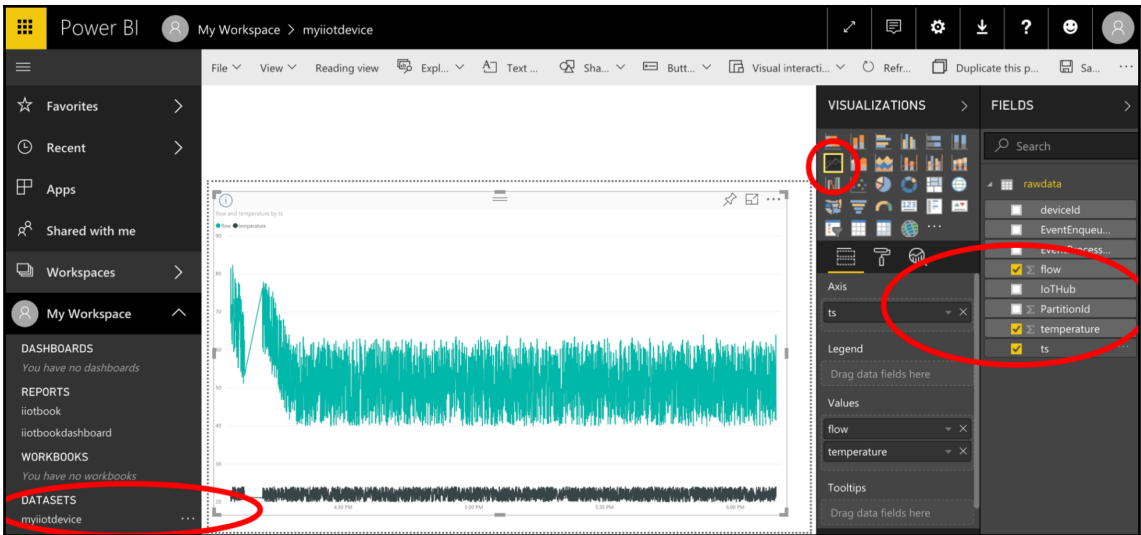 Power BI
My Workspace > myiiotdevice
?
File
View
Reading view
Expl...
Text ...
Sha...
Butt...
Visual interacti...
Refr...
Duplicate this p...
Sa...
...
Favorites
Recent
Apps
Shared with me
Workspaces
My Workspace
DASHBOARDS
You have no dashboards
REPORTS
iiotbook
iiotbookdashboard
WORKBOOKS
You have no workbooks
DATASETS
myiiotdevice
...
flow and temperature by ts
flow temperature
90
80
70
60
50
40
30
20
4:30 PM
5:00 PM
5:30 PM
6:00 PM
VISUALIZATIONS
123
...
Axis
ts
Legend
Drag data fields here
Values
flow
temperature
Tooltips
Drag data fields here
FIELDS
Search
rawdata
deviceId
EventEnqueu...
EventProcess...
Σ flow
IoTHub
Σ PartitionId
Σ temperature
ts
...